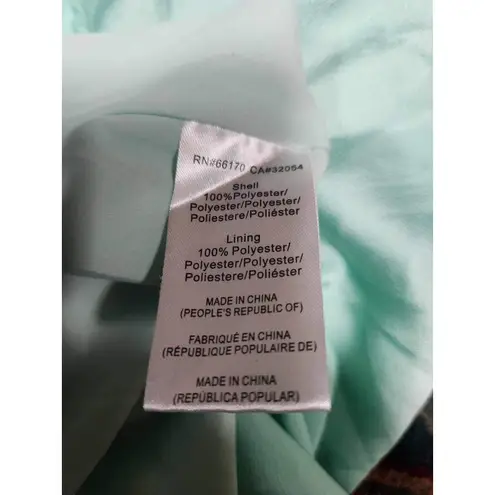 RN#66170 CA#32054
Shell
100%Polyester/
Polyester/Polyester/
Poliestere/Poliéster
Lining
100% Polyester/
Polyester/Polyester/
Poliestere/Poliéster
MADE IN CHINA
(PEOPLE'S REPUBLIC OF)
FABRIQUÉ EN CHINA
(RÉPUBLIQUE POPULAIRE DE)
MADE IN CHINA
(REPÚBLICA POPULAR)